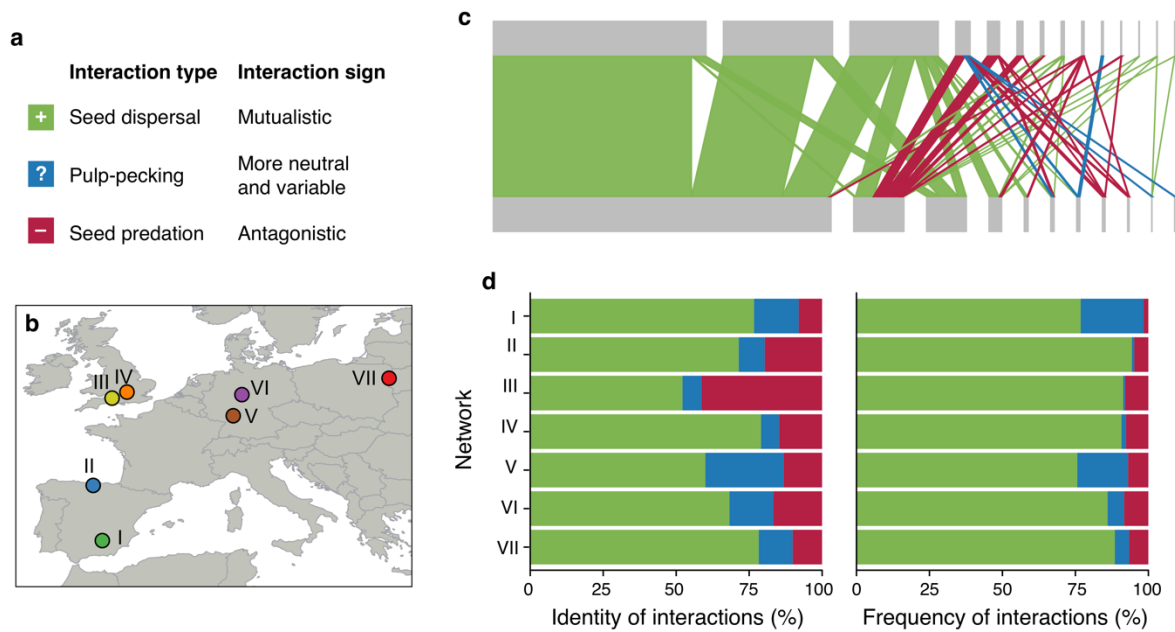 a
Interaction type Interaction sign
+ Seed dispersal Mutualistic
? Pulp-pecking More neutral
and variable
− Seed predation Antagonistic
b
III IV
VI
VII
V
II
I
c
d
Network
I
II
III
IV
V
VI
VII
0 25 50 75 100
Identity of interactions (%)
0 25 50 75 100
Frequency of interactions (%)